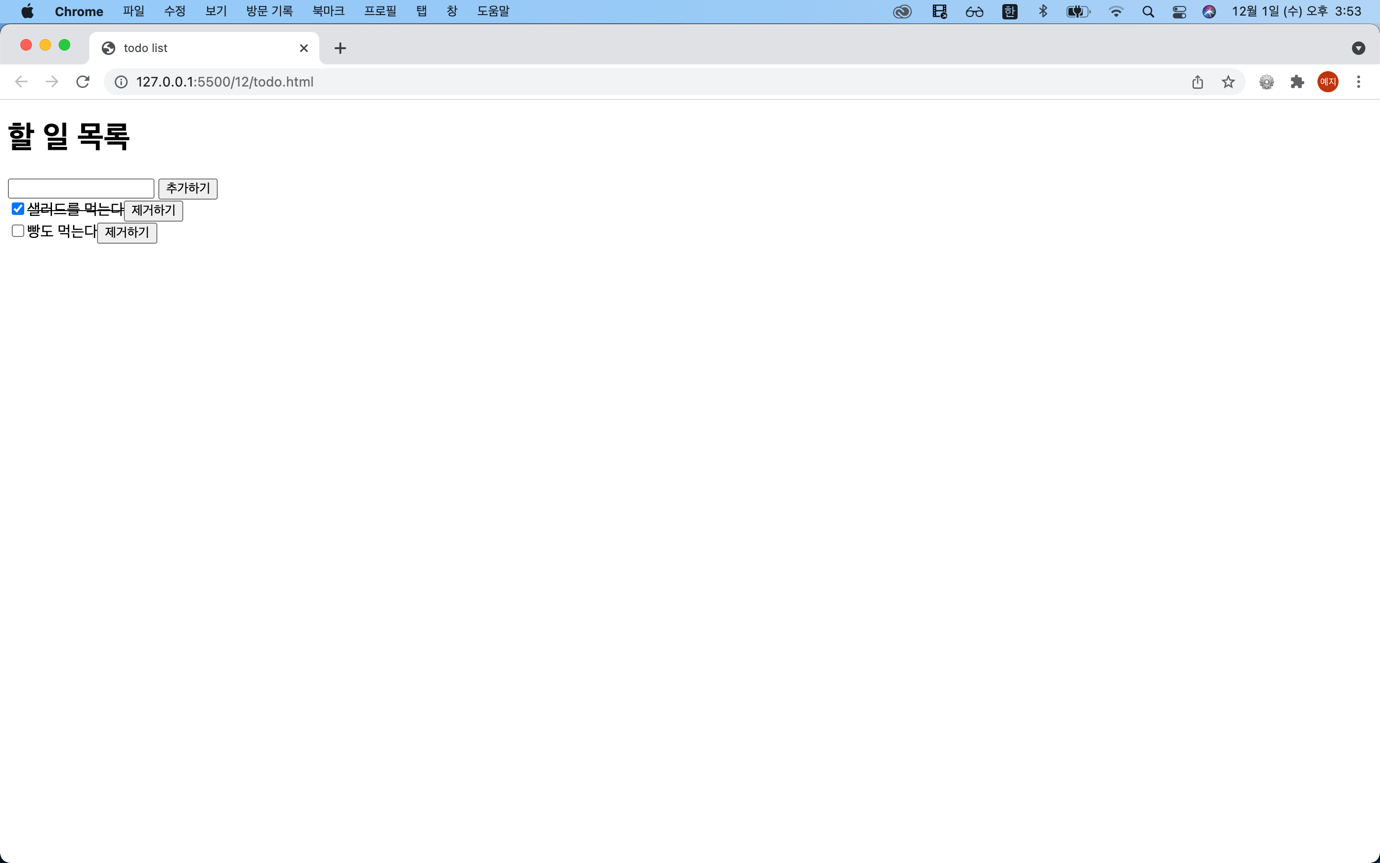 Chrome 파일 수정 보기 방문 기록 북마크 프로필 탭 창 도움말 한 12월 1일 (수) 오후 3:53
todo list
127.0.0.1:5500/12/todo.html 예지
할 일 목록
추가하기
샐러드를 먹는다 제거하기
빵도 먹는다 제거하기